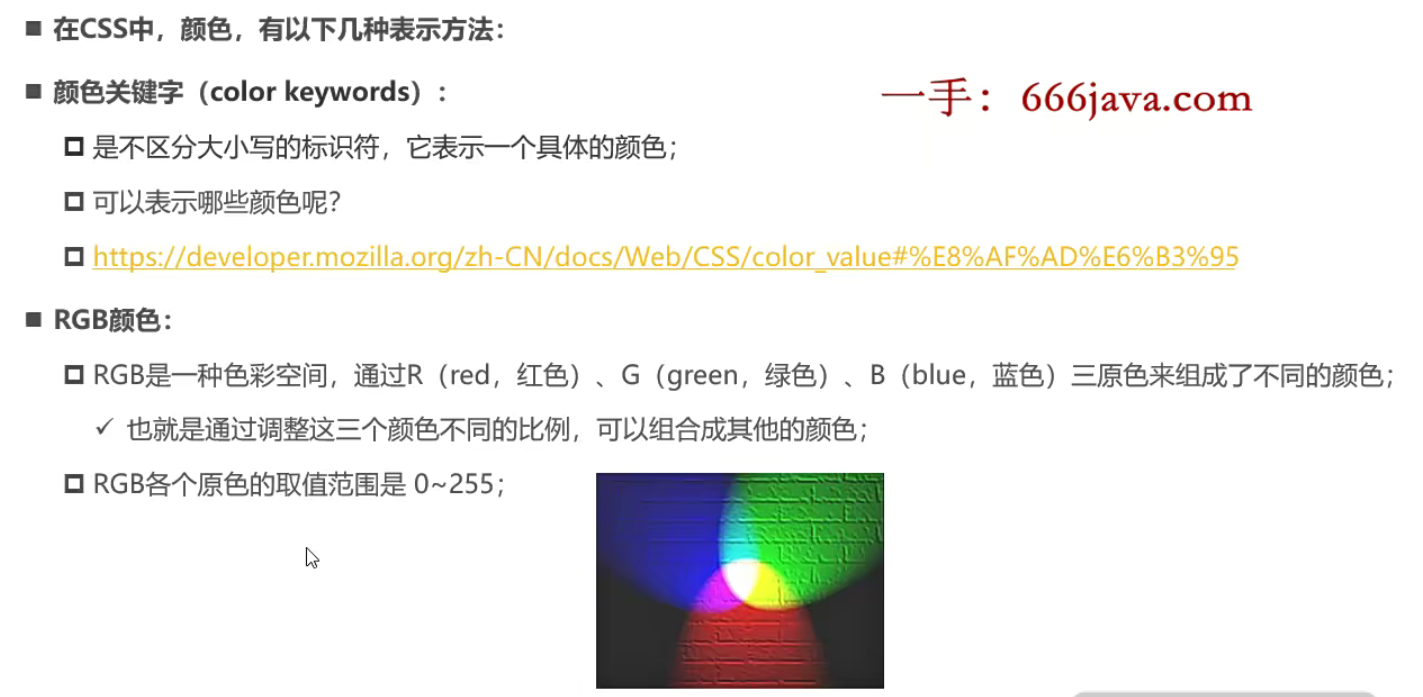 在CSS中，颜色，有以下几种表示方法：
颜色关键字（color keywords）：
一手：666java.com
是不区分大小写的标识符，它表示一个具体的颜色；
可以表示哪些颜色呢？
https://developer.mozilla.org/zh-CN/docs/Web/CSS/color_value#%E8%AF%AD%E6%B3%95
RGB颜色：
RGB是一种色彩空间，通过R（red，红色）、G（green，绿色）、B（blue，蓝色）三原色来组成了不同的颜色；
也就是通过调整这三个颜色不同的比例，可以组合成其他的颜色；
RGB各个原色的取值范围是 0~255；